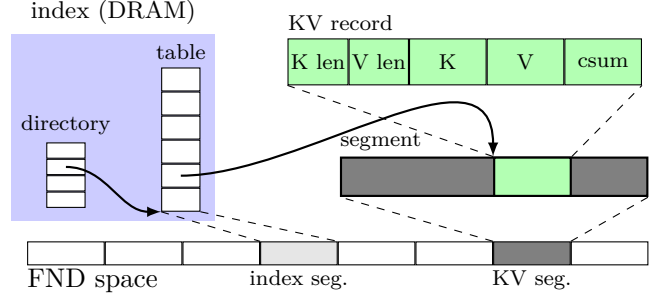 index (DRAM)
KV record
table
K len V len K V csum
directory
segment
FND space
index seg.
KV seg.